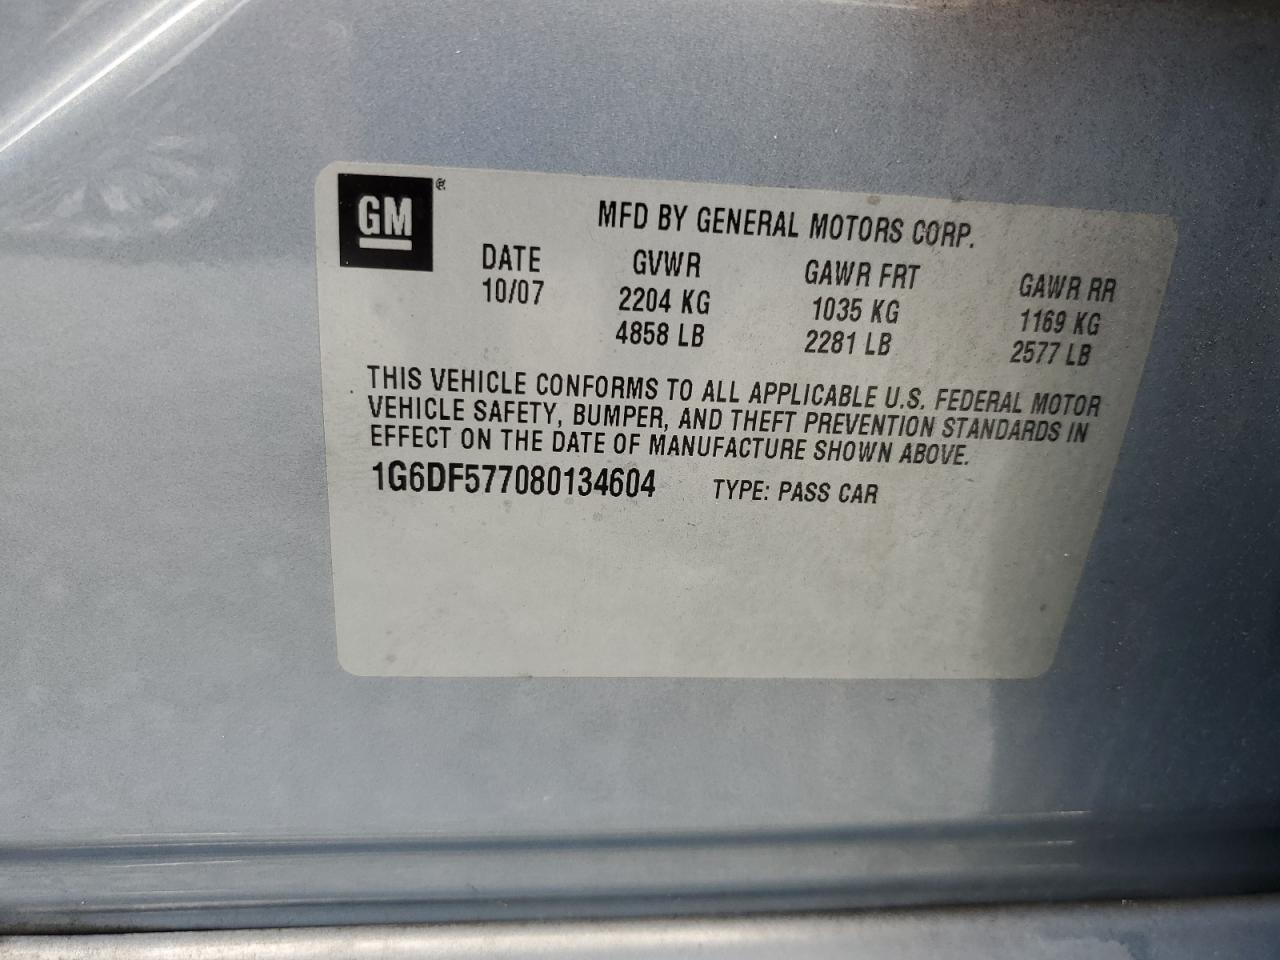 GM ®
MFD BY GENERAL MOTORS CORP.
DATE GVWR GAWR FRT GAWR RR
10/07 2204 KG 1035 KG 1169 KG
4858 LB 2281 LB 2577 LB
THIS VEHICLE CONFORMS TO ALL APPLICABLE U.S. FEDERAL MOTOR
VEHICLE SAFETY, BUMPER, AND THEFT PREVENTION STANDARDS IN
EFFECT ON THE DATE OF MANUFACTURE SHOWN ABOVE.
1G6DF577080134604 TYPE: PASS CAR